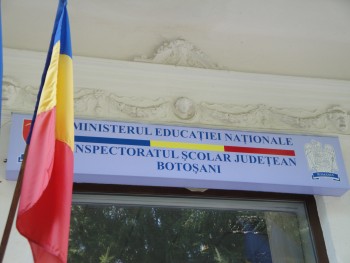 MINISTERUL EDUCAȚIEI NAȚIONALE
INSPECTORATUL ȘCOLAR JUDEȚEAN
BOTOȘANI